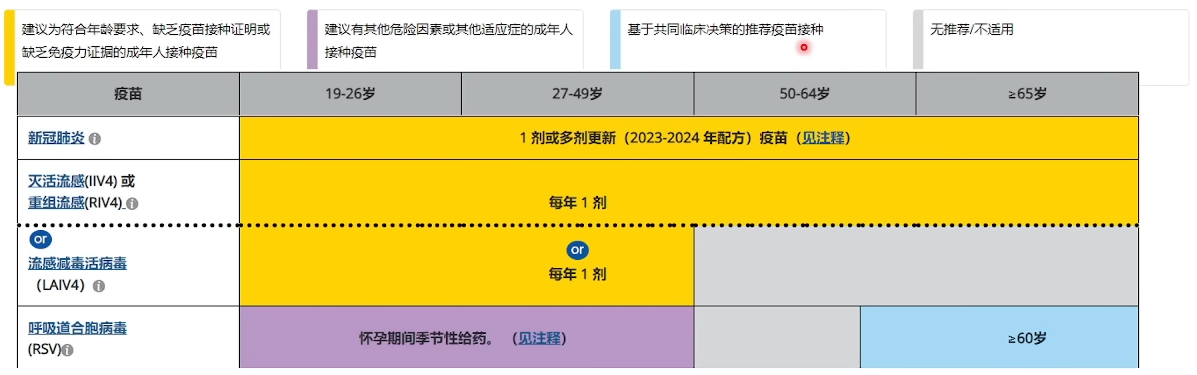 建议为符合年龄要求、缺乏疫苗接种证明或
缺乏免疫力证据的成年人接种疫苗
建议有其他危险因素或其他适应症的成年人
接种疫苗
基于共同临床决策的推荐疫苗接种
无推荐/不适用
疫苗
19-26岁
27-49岁
50-64岁
≥65岁
新冠肺炎 i
1 剂或多剂更新（2023-2024 年配方）疫苗（见注释）
灭活流感(IIV4) 或
重组流感(RIV4) i
每年 1 剂
or
流感减毒活病毒
（LAIV4） i
or
每年 1 剂
呼吸道合胞病毒
(RSV) i
怀孕期间季节性给药。 （见注释）
≥60岁